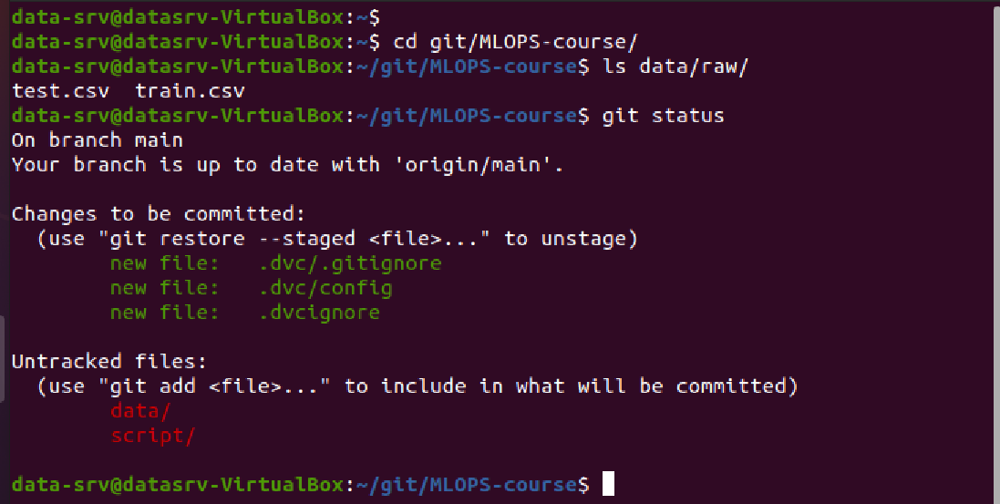 data-srv@datasrv-VirtualBox:~$
data-srv@datasrv-VirtualBox:~$ cd git/MLOPS-course/
data-srv@datasrv-VirtualBox:~/git/MLOPS-course$ ls data/raw/
test.csv  train.csv
data-srv@datasrv-VirtualBox:~/git/MLOPS-course$ git status
On branch main
Your branch is up to date with 'origin/main'.

Changes to be committed:
  (use "git restore --staged <file>..." to unstage)
        new file:   .dvc/.gitignore
        new file:   .dvc/config
        new file:   .dvcignore

Untracked files:
  (use "git add <file>..." to include in what will be committed)
        data/
        script/

data-srv@datasrv-VirtualBox:~/git/MLOPS-course$